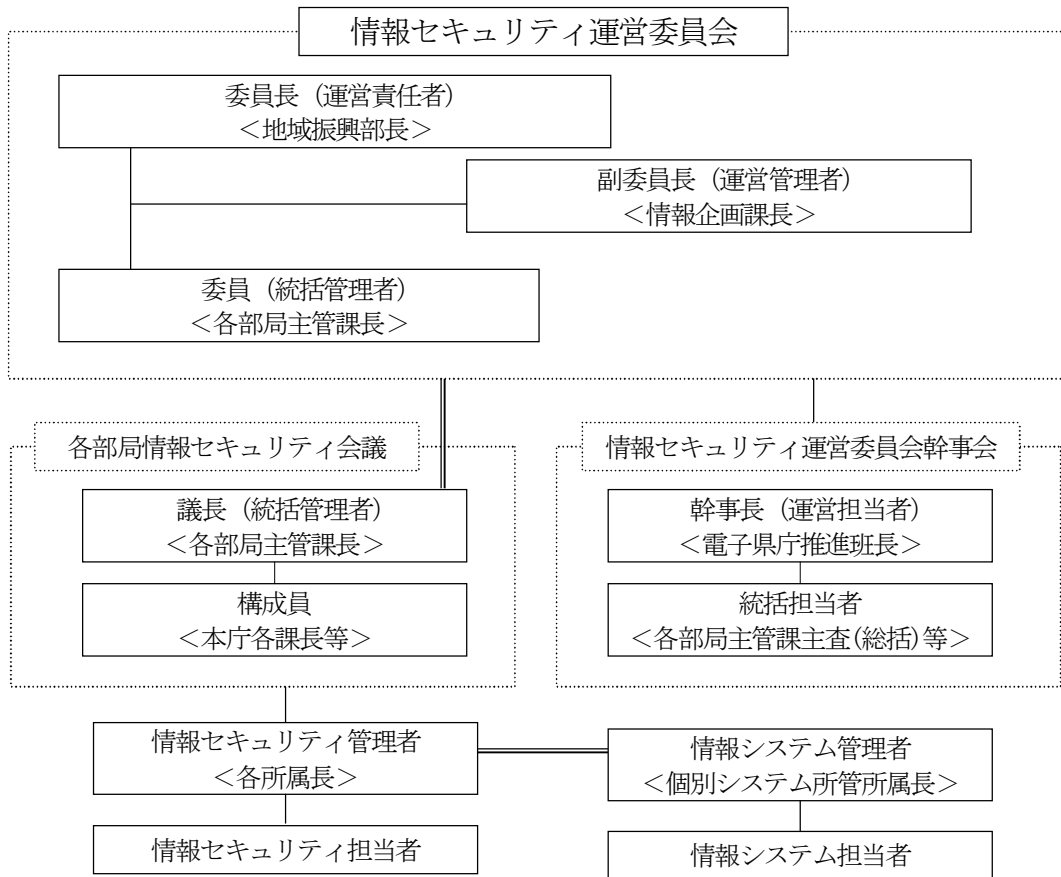 情報セキュリティ運営委員会
委員長（運営責任者）
＜地域振興部長＞
副委員長（運営管理者）
＜情報企画課長＞
委員（統括管理者）
＜各部局主管課長＞
各部局情報セキュリティ会議
議長（統括管理者）
＜各部局主管課長＞
構成員
＜本庁各課長等＞
情報セキュリティ運営委員会幹事会
幹事長（運営担当者）
＜電子県庁推進班長＞
統括担当者
＜各部局主管課主査(総括)等＞
情報セキュリティ管理者
＜各所属長＞
情報セキュリティ担当者
情報システム管理者
＜個別システム所管所属長＞
情報システム担当者